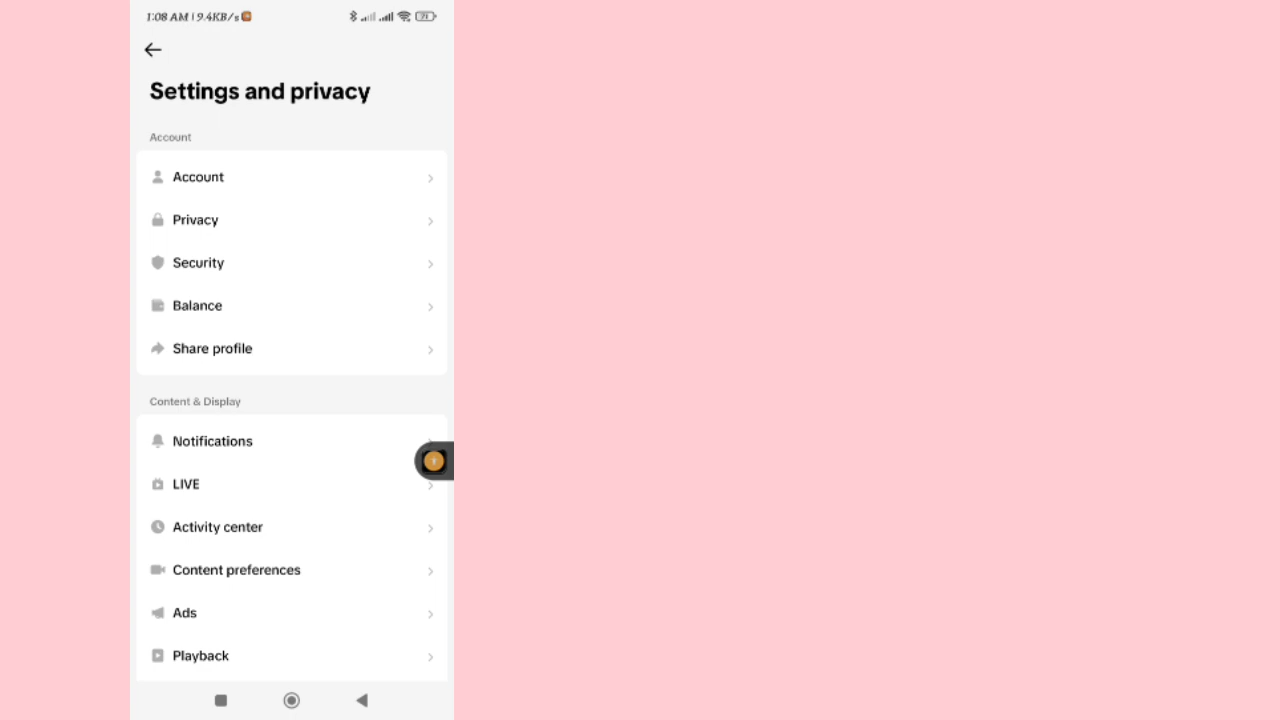 1:08 AM | 9.4KB/s
71
Settings and privacy
Account
Account
Privacy
Security
Balance
Share profile
Content & Display
Notifications
LIVE
Activity center
Content preferences
Ads
Playback